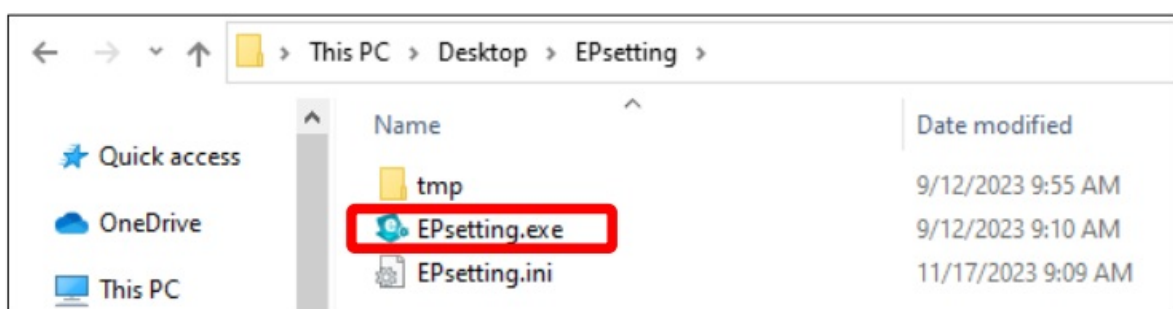 This PC > Desktop > EPsetting >
Name Date modified
Quick access
tmp 9/12/2023 9:55 AM
OneDrive
EPsetting.exe 9/12/2023 9:10 AM
EPsetting.ini 11/17/2023 9:09 AM
This PC